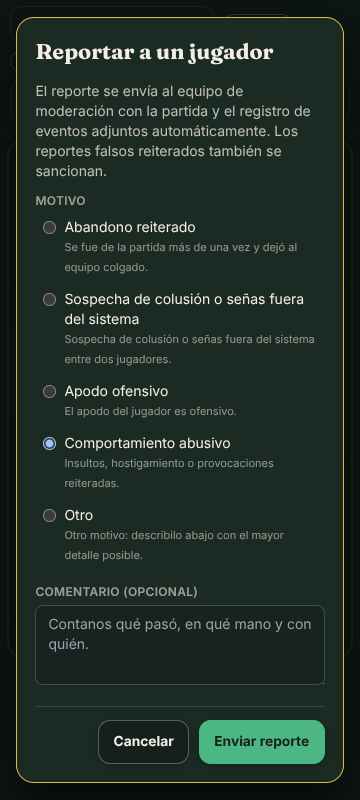 Reportar a un jugador
El reporte se envía al equipo de
moderación con la partida y el registro de
eventos adjuntos automáticamente. Los
reportes falsos reiterados también se
sancionan.
MOTIVO
Abandono reiterado
Se fue de la partida más de una vez y dejó al
equipo colgado.
Sospecha de colusión o señas fuera
del sistema
Sospecha de colusión o señas fuera del sistema
entre dos jugadores.
Apodo ofensivo
El apodo del jugador es ofensivo.
Comportamiento abusivo
Insultos, hostigamiento o provocaciones
reiteradas.
Otro
Otro motivo: describilo abajo con el mayor
detalle posible.
COMENTARIO (OPCIONAL)
Contanos qué pasó, en qué mano y con
quién.
Cancelar
Enviar reporte